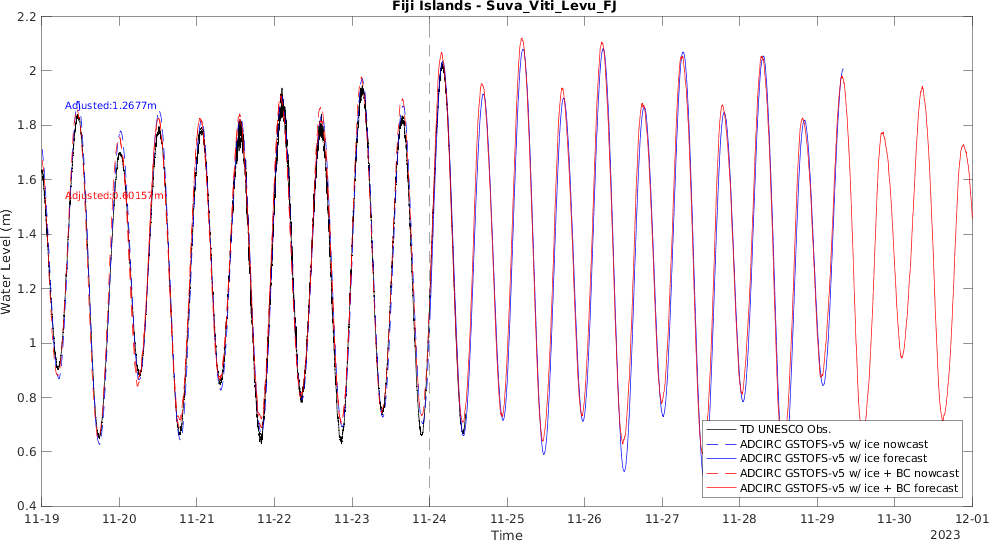 Fiji Islands - Suva_Viti_Levu_FJ
2.2
2
1.8
1.6
1.4
1.2
1
0.8
0.6
0.4
Water Level (m)
Adjusted:1.2677m
Adjusted:0.60157m
TD UNESCO Obs.
ADCIRC GSTOFS-v5 w/ ice nowcast
ADCIRC GSTOFS-v5 w/ ice forecast
ADCIRC GSTOFS-v5 w/ ice + BC nowcast
ADCIRC GSTOFS-v5 w/ ice + BC forecast
11-19 11-20 11-21 11-22 11-23 11-24 11-25 11-26 11-27 11-28 11-29 11-30 12-01
Time
2023